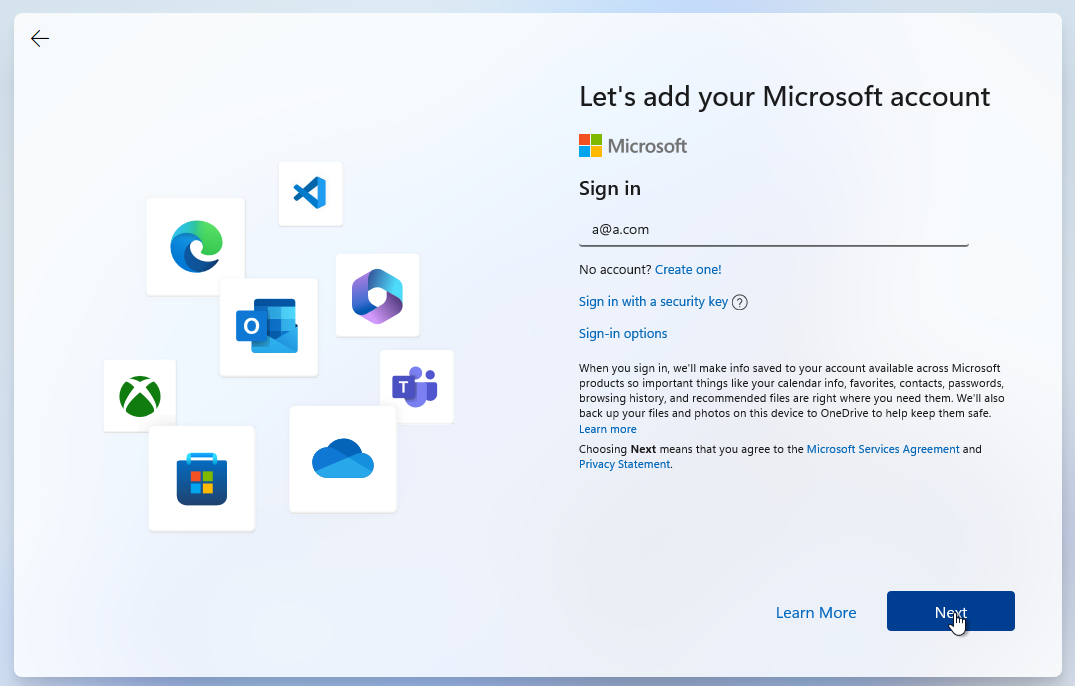 Let's add your Microsoft account
Microsoft
Sign in
a@a.com
No account? Create one!
Sign in with a security key ?
Sign-in options
When you sign in, we'll make info saved to your account available across Microsoft
products so important things like your calendar info, favorites, contacts, passwords,
browsing history, and recommended files are right where you need them. We'll also
back up your files and photos on this device to OneDrive to help keep them safe.
Learn more
Choosing Next means that you agree to the Microsoft Services Agreement and
Privacy Statement.
O
T
Learn More
Next